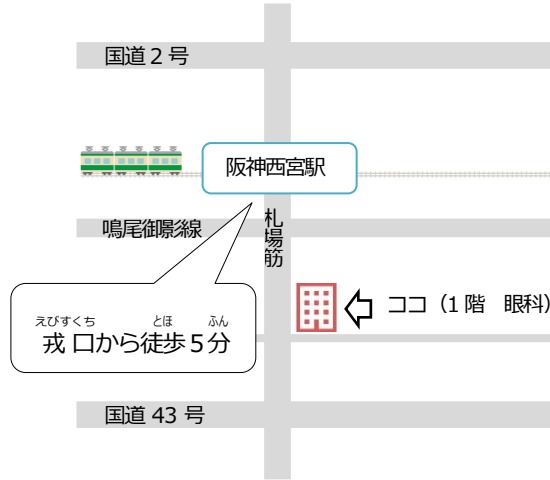 国道２号
阪神西宮駅
鳴尾御影線
札場筋
ココ（1階　眼科）
えびすくち　とほ　ふん
戎口から徒歩5分
国道 43 号